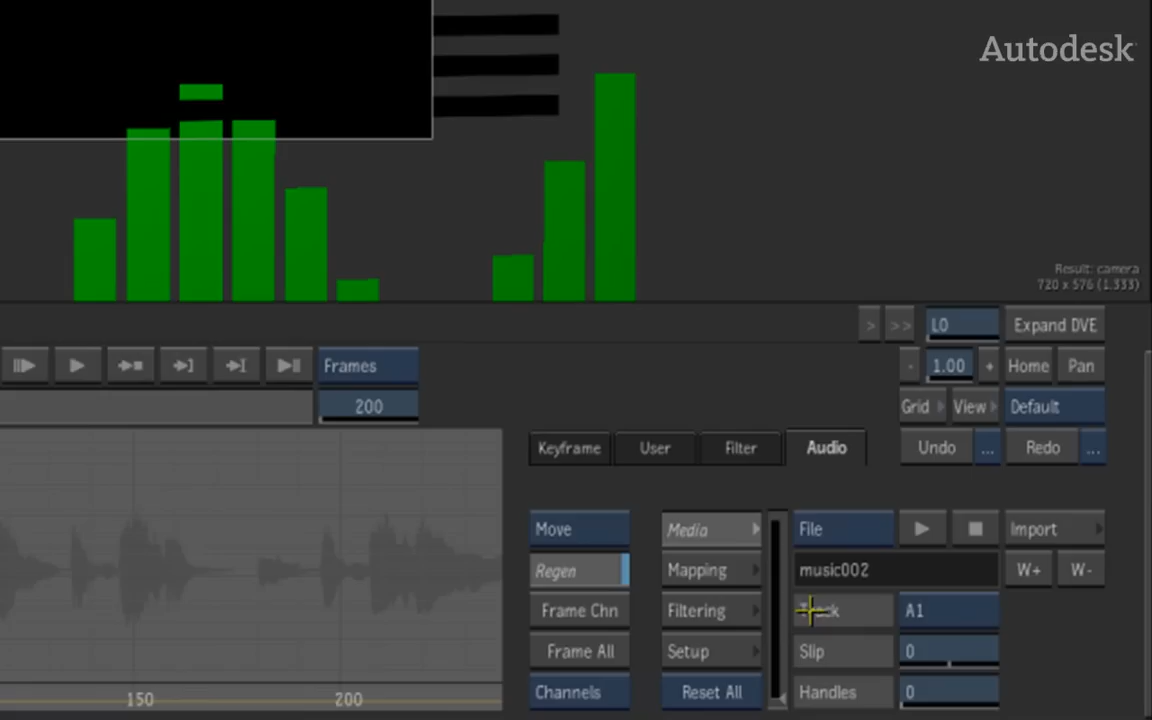 Autodesk
Result: camera
720 x 576 (1.333)
> >> L0 Expand DVE
Frames - 1.00 + Home Pan
200 Grid View Default
Keyframe User Filter Audio Undo ... Redo ...
Move Media File Import
Regen Mapping music002 W+ W-
Frame Chn Filtering A1
Frame All Setup Slip 0
Channels Reset All Handles 0
150 200